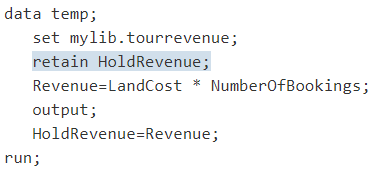 data temp;
set mylib.tourrevenue;
retain HoldRevenue;
Revenue=LandCost * NumberOfBookings;
output;
HoldRevenue=Revenue;
run;